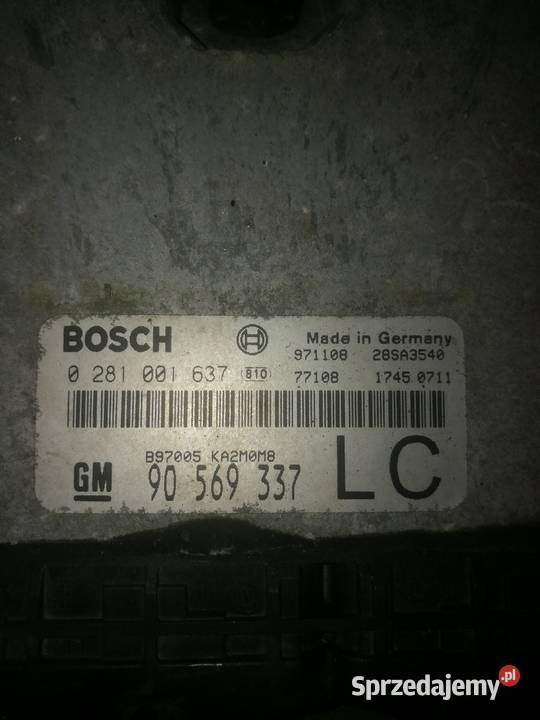 BOSCH Made in Germany
971108 28SA3540
0 281 001 637 810 77108 1745 0711
B97005 KA2M0M8
GM 90 569 337 LC
Sprzedajemy.pl